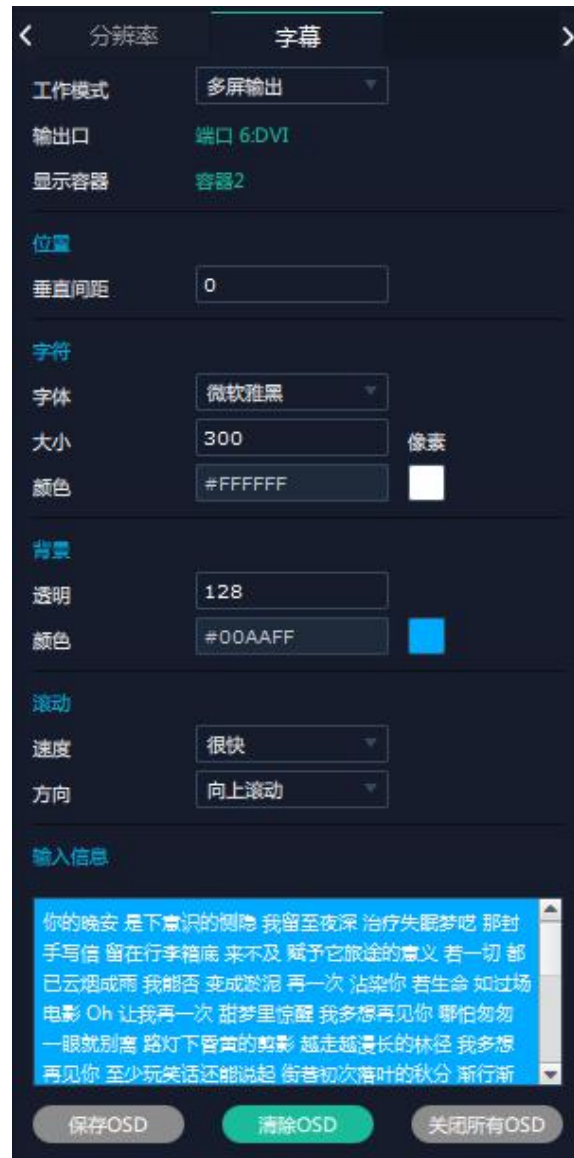 分辨率 字幕
工作模式 多屏输出
输出口 端口 6:DVI
显示容器 容器2
位置
垂直间距 0
字符
字体 微软雅黑
大小 300 像素
颜色 #FFFFFF
背景
透明 128
颜色 #00AAFF
滚动
速度 很快
方向 向上滚动
输入信息
你的晚安 是下意识的恻隐 我留至夜深 治疗失眠梦呓 那封
手写信 留在行李箱底 来不及 赋予它旅途的意义 若一切 都
已云烟成雨 我能否 变成淤泥 再一次 沾染你 若生命 如过场
电影 Oh 让我再一次 甜梦里惊醒 我多想再见你 哪怕匆匆
一眼就别离 路灯下昏黄的剪影 越走越漫长的林径 我多想
再见你 至少玩笑话还能说起 街巷初次落叶的秋分 渐行渐
保存OSD 清除OSD 关闭所有OSD